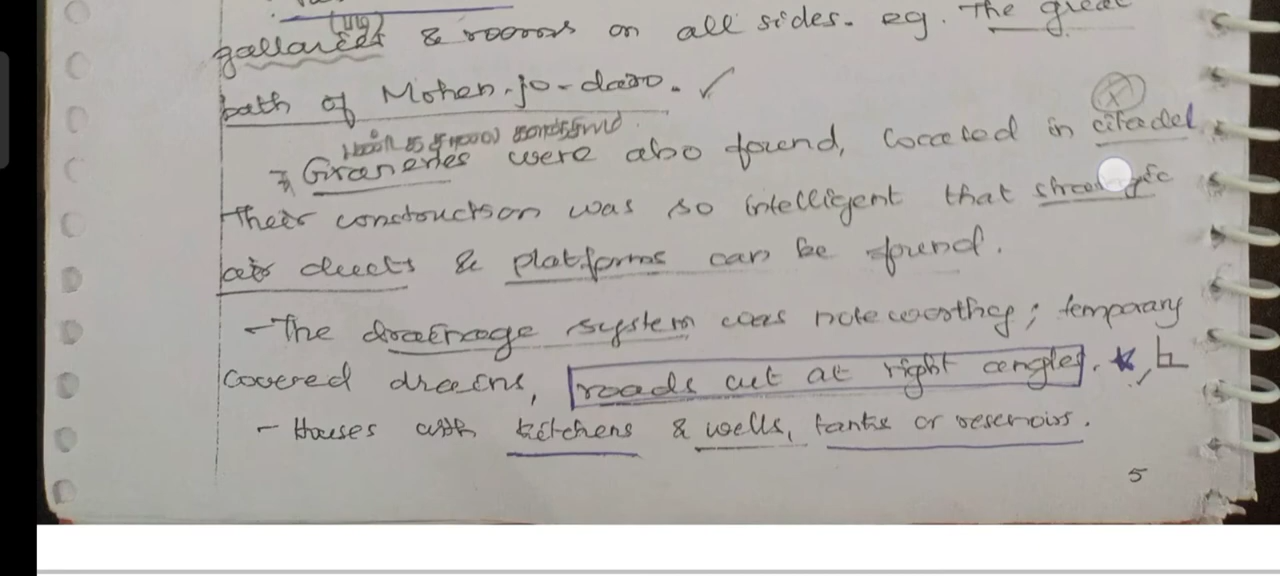 gallaries & rooms on all sides. eg. The great
bath of Mohen-jo-daro. ✓
→ Graneries were also found, located in citadel
Their construction was so intelligent that
air ducts & platforms can be found.
- The drainage system was noteworthy; temporary
covered drains, roads cut at right angles.
- Houses with kitchens & wells, tanks or reservoirs.
5